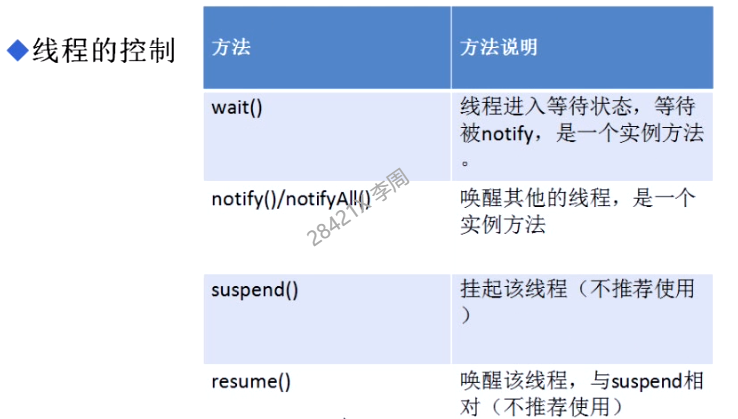 线程的控制
方法 方法说明
wait() 线程进入等待状态，等待
被notify，是一个实例方法
。
notify()/notifyAll() 唤醒其他的线程，是一个
实例方法
suspend() 挂起该线程（不推荐使用
）
resume() 唤醒该线程，与suspend相
对（不推荐使用）